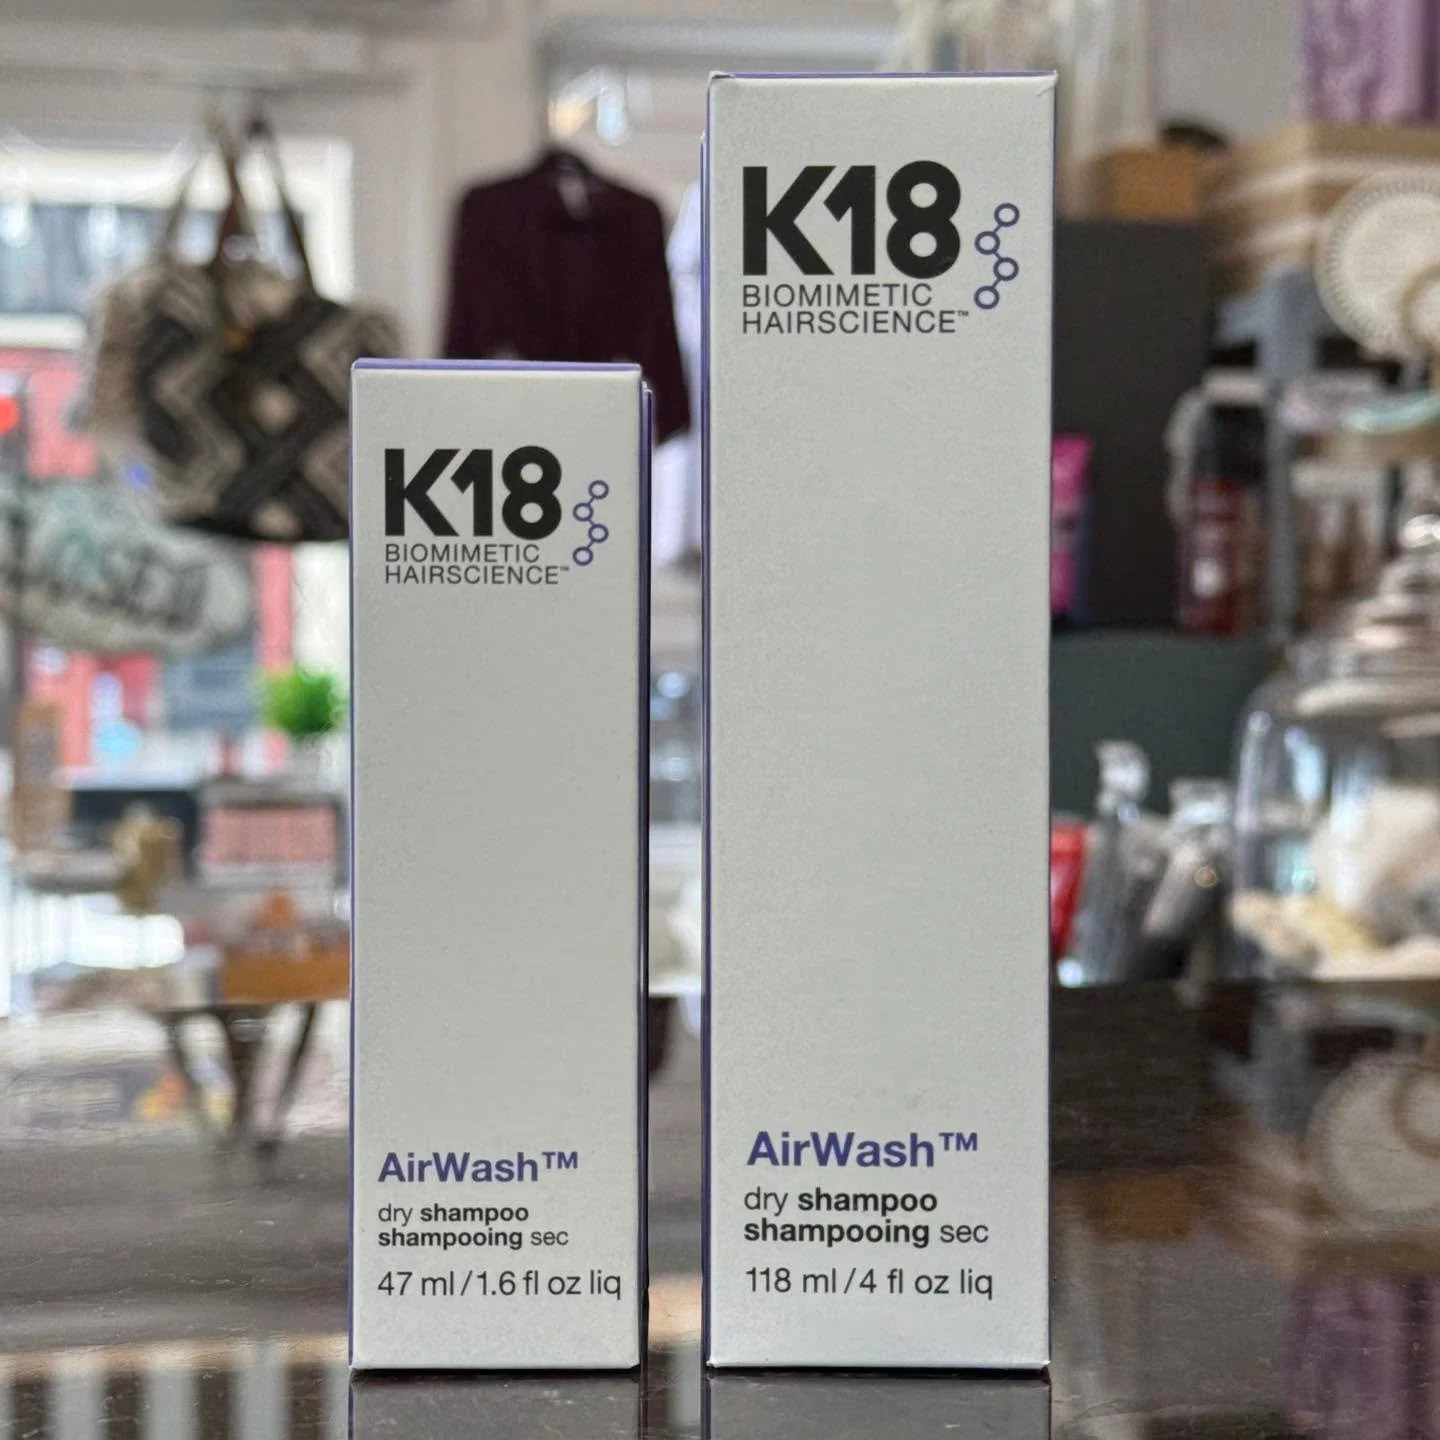 K18
BIOMIMETIC
HAIRSCIENCE™
AirWash™
dry shampoo
shampooing sec
47 ml/1.6 fl oz liq
K18
BIOMIMETIC
HAIRSCIENCE™
AirWash™
dry shampoo
shampooing sec
118 ml/4 fl oz liq